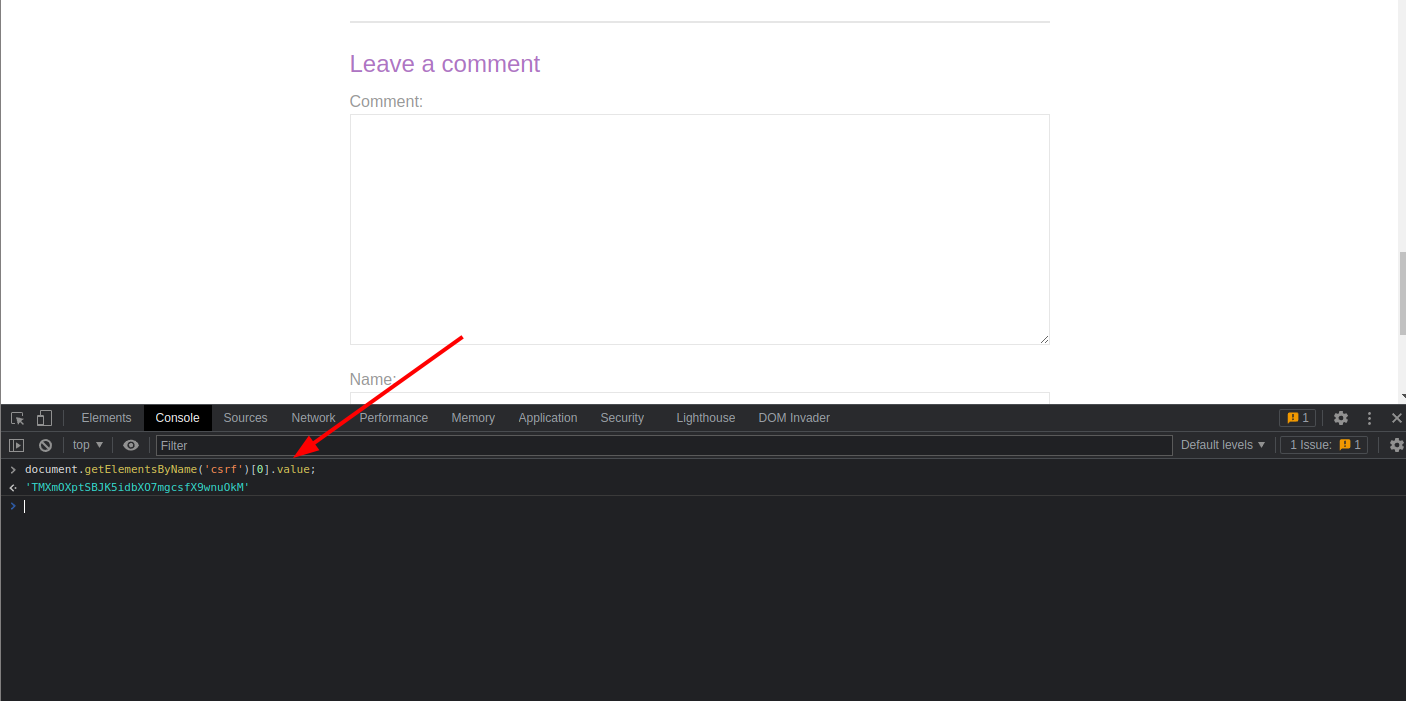 Leave a comment
Comment:
Name:
Elements Console Sources Network Performance Memory Application Security Lighthouse DOM Invader 1
top Filter Default levels 1 Issue: 1
document.getElementsByName('csrf')[0].value;
'TMXmOXptSBJK5idbXO7mgcsfX9wnuOkM'